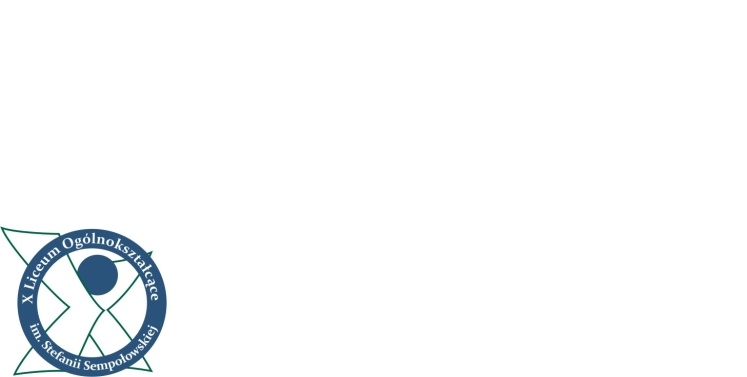 X Liceum Ogólnokształcące
im. Stefanii Sempołowskiej